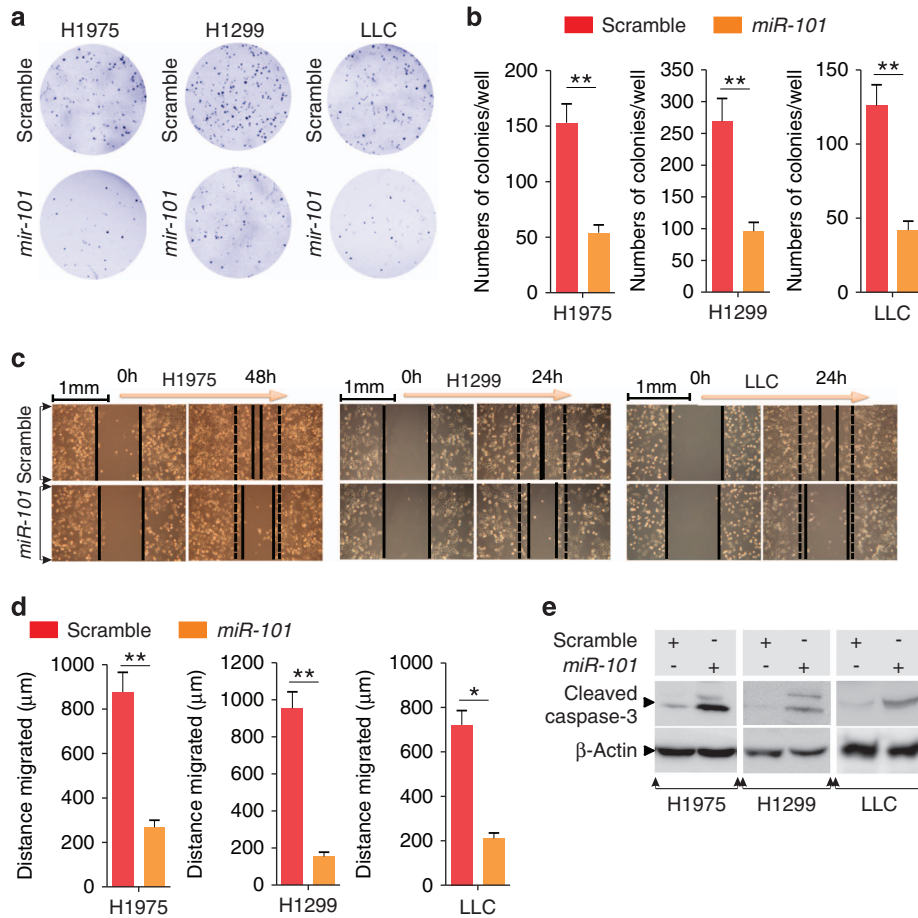 a
H1975 H1299 LLC
Scramble Scramble Scramble
mir-101 mir-101 mir-101
b
Scramble miR-101
Numbers of colonies/well
200
150
100
50
0
**
H1975
Numbers of colonies/well
350
300
250
200
150
100
50
0
**
H1299
Numbers of colonies/well
150
100
50
0
**
LLC
c
1mm 0h H1975 48h
1mm 0h H1299 24h
1mm 0h LLC 24h
Scramble
miR-101
d
Scramble miR-101
Distance migrated (μm)
1000
800
600
400
200
0
**
H1975
Distance migrated (μm)
1200
1000
800
600
400
200
0
**
H1299
Distance migrated (μm)
1000
800
600
400
200
0
*
LLC
e
Scramble + - + - + -
miR-101 - + - + - +
Cleaved
caspase-3
β-Actin
H1975 H1299 LLC